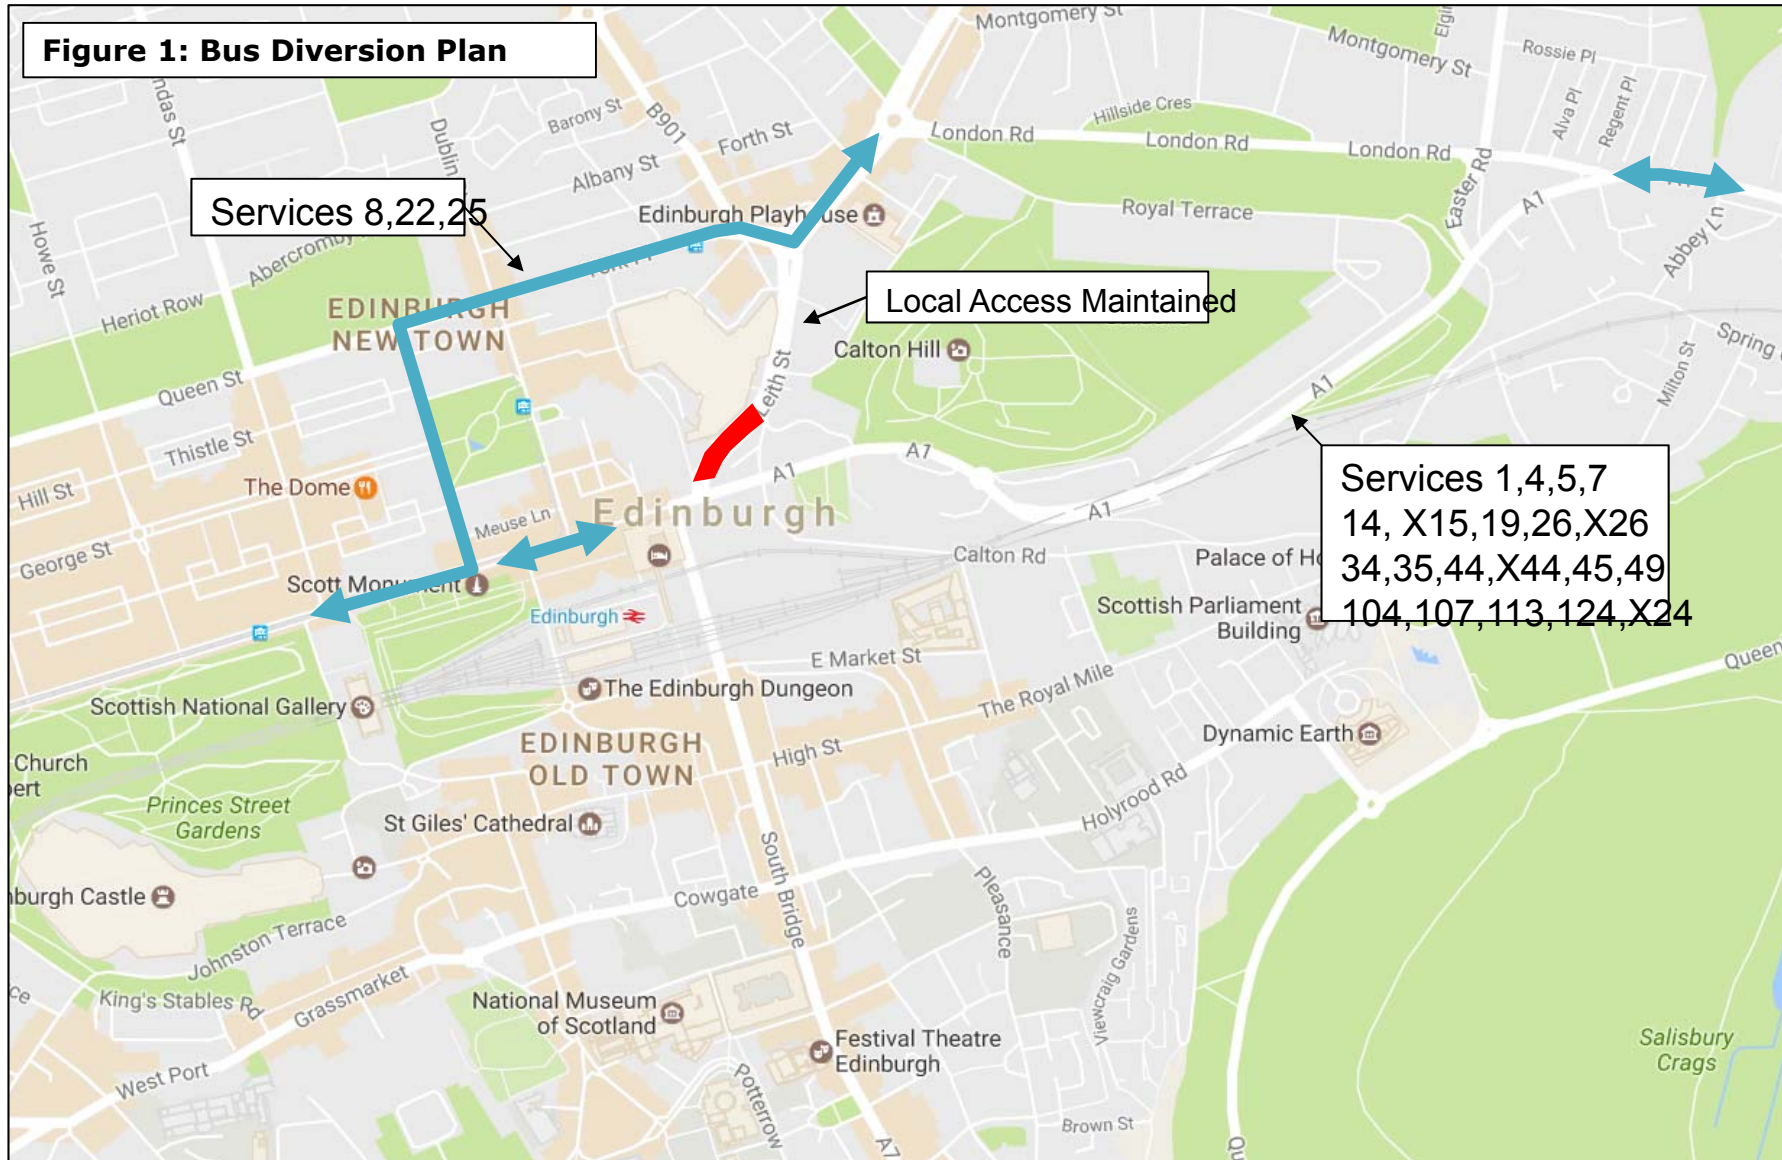 Figure 1: Bus Diversion Plan
Montgomery St
Montgomery St
Rossie Pl
Barony St
B901
Forth St
Hillside Cres
Alva Pl
Regent Pl
London Rd
London Rd
London Rd
Albany St
Easter Rd
Services 8,22,25
Edinburgh Playhouse
Royal Terrace
A1
Abbey Ln
Howe St
Heriot Row
EDINBURGH
NEW TOWN
Local Access Maintained
Calton Hill
Leith St
Milton St
Spring
Queen St
A1
Thistle St
Hill St
The Dome
George St
Meuse Ln
A1
A1
A1
Edinburgh
Services 1,4,5,7
14, X15,19,26,X26
34,35,44,X44,45,49
104,107,113,124,X24
Calton Rd
Palace of
Scott Monument
Edinburgh
Scottish Parliament
Building
E Market St
The Royal Mile
Queen
The Edinburgh Dungeon
Scottish National Gallery
Dynamic Earth
EDINBURGH
OLD TOWN
High St
Church
Princes Street
Gardens
St Giles' Cathedral
Holyrood Rd
South Bridge
Cowgate
Pleasance
Viewcraig Gardens
Johnston Terrace
King's Stables Rd
Grassmarket
National Museum
of Scotland
Festival Theatre
Edinburgh
Salisbury
Crags
West Port
Potterrow
Brown St
A7